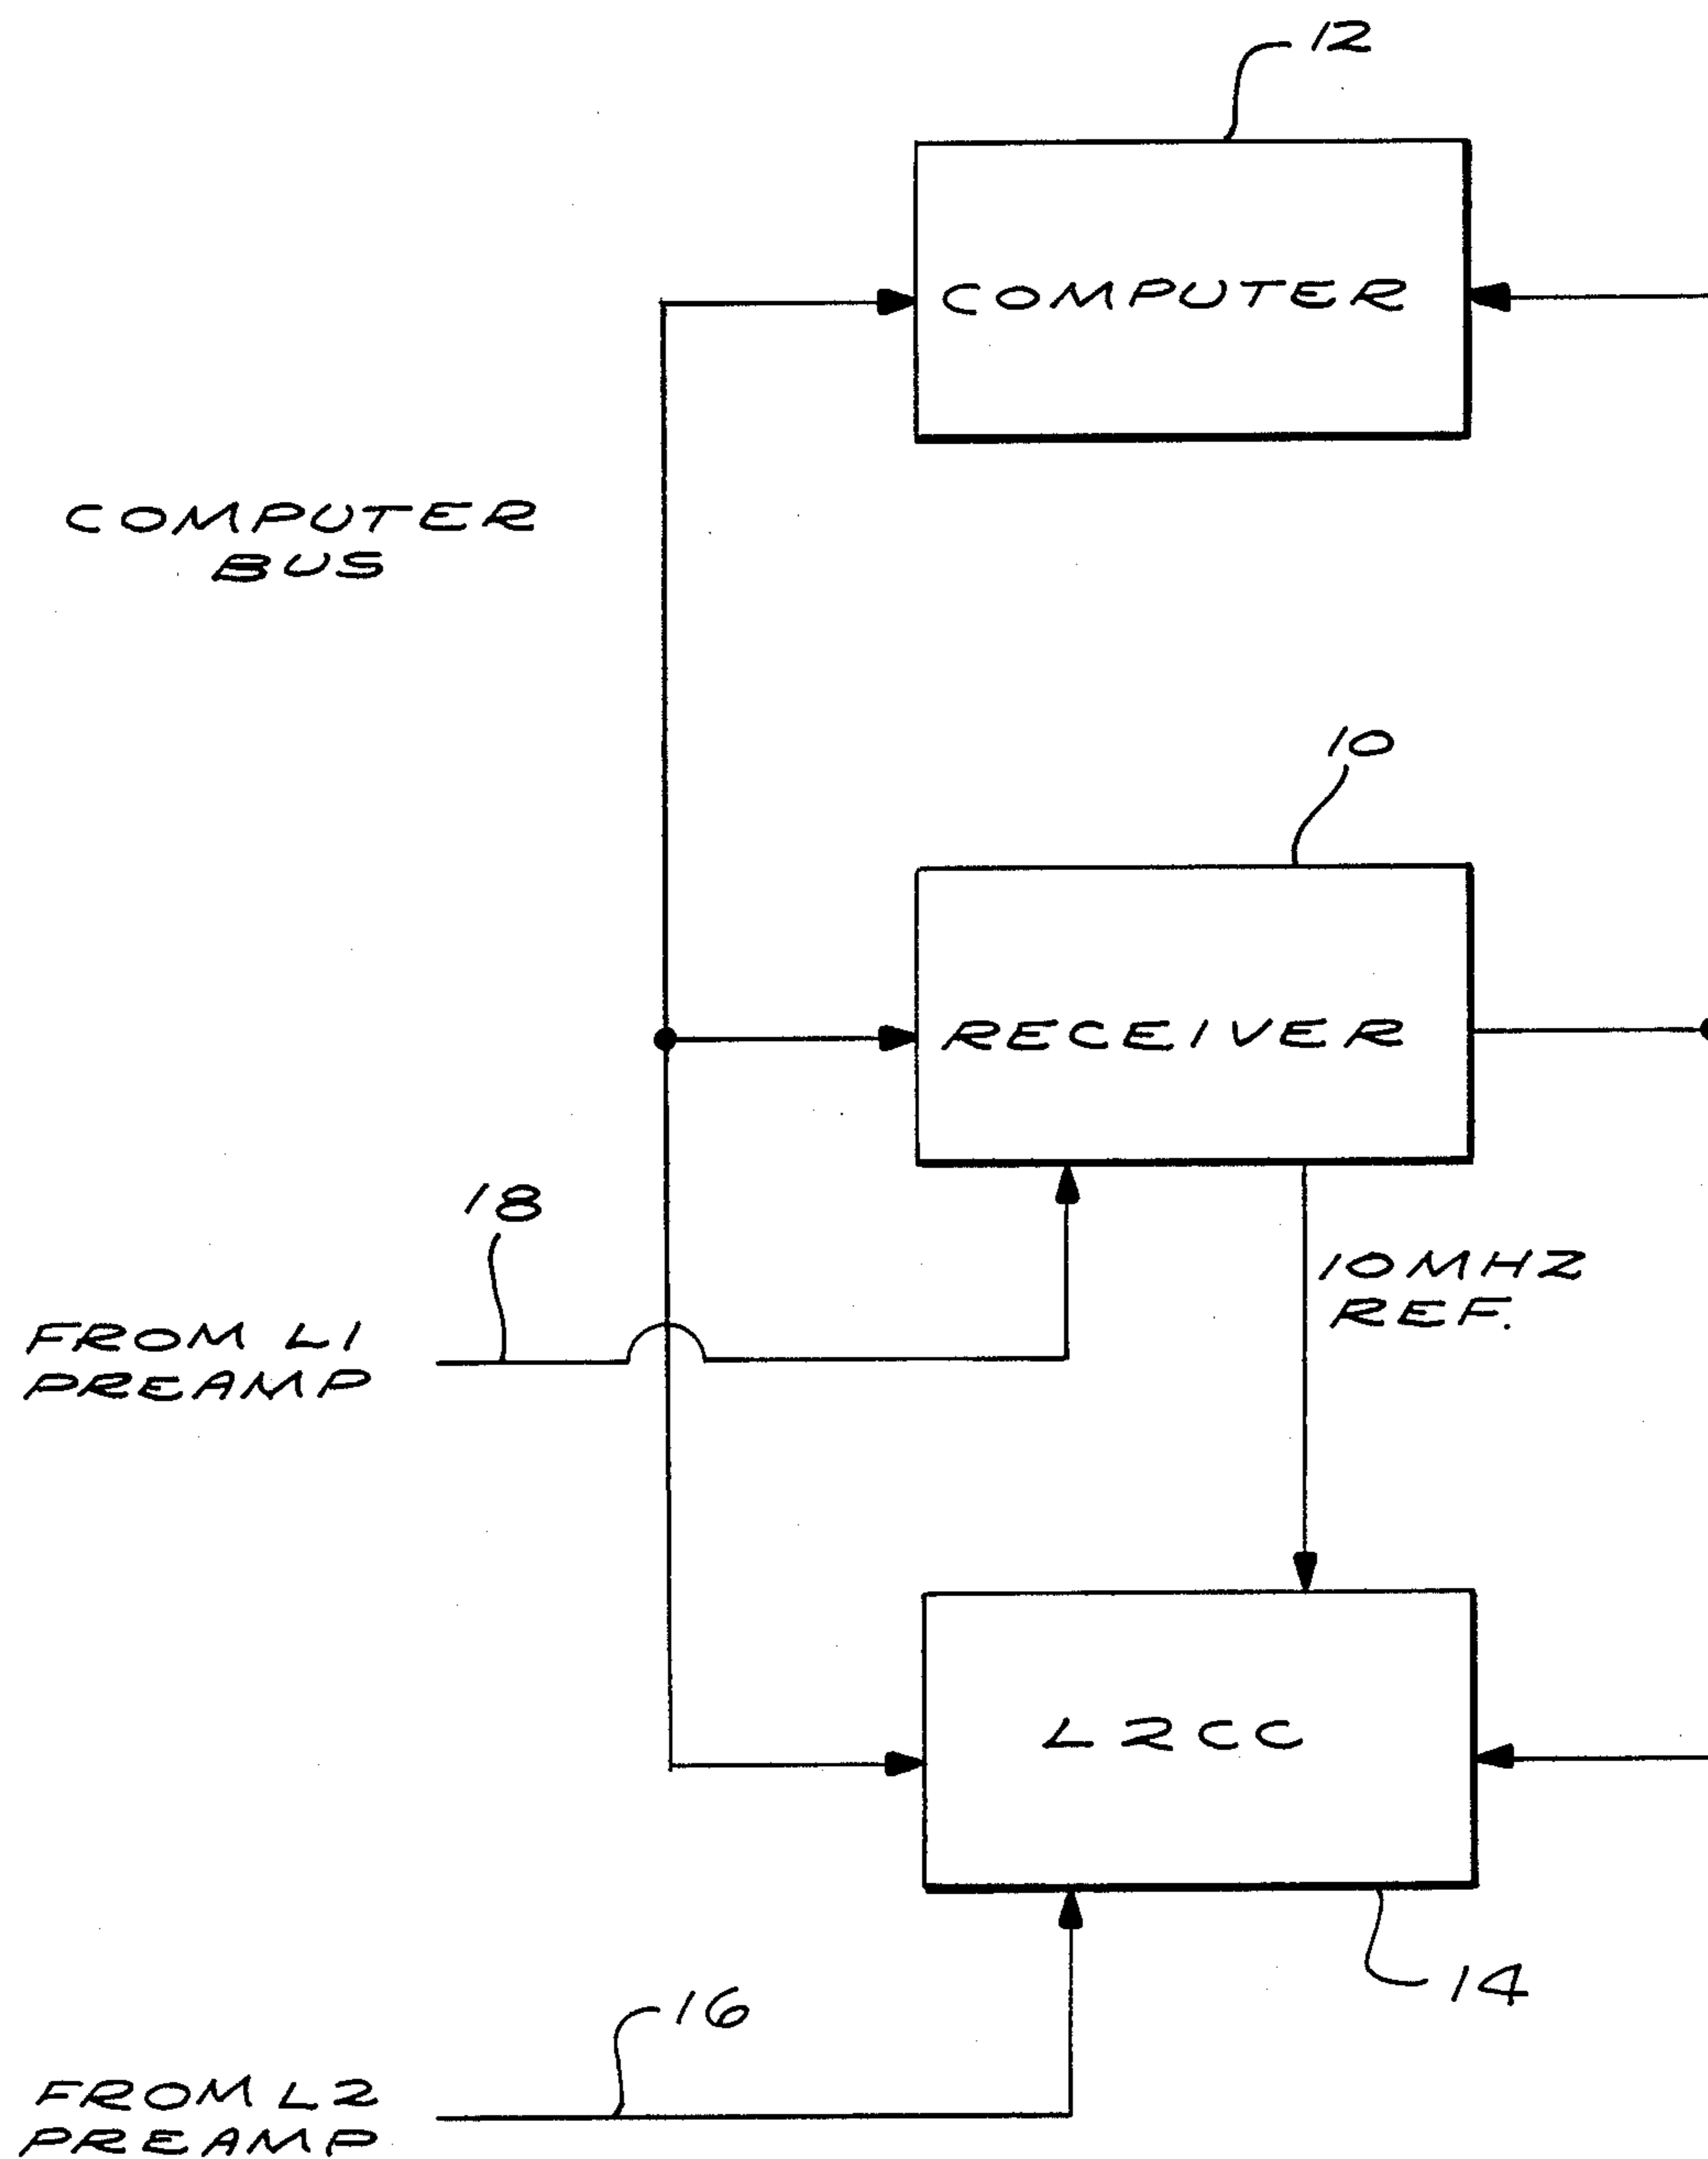 12
COMPUTER
COMPUTER
BUS
10
RECEIVER
18
10MHZ
REF.
FROM L1
PREAMP
L2CC
14
16
FROM L2
PREAMP